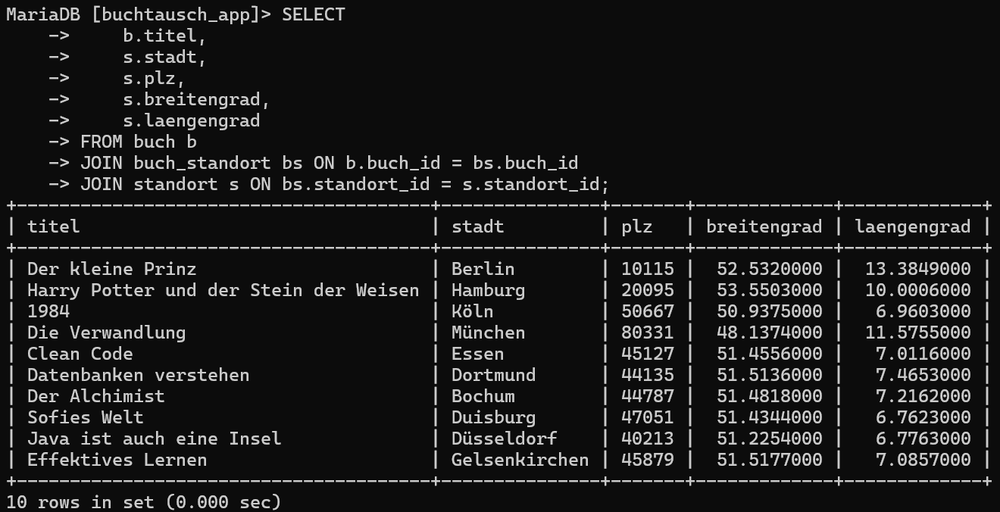 MariaDB [buchtausch_app]> SELECT
    ->     b.titel,
    ->     s.stadt,
    ->     s.plz,
    ->     s.breitengrad,
    ->     s.laengengrad
    -> FROM buch b
    -> JOIN buch_standort bs ON b.buch_id = bs.buch_id
    -> JOIN standort s ON bs.standort_id = s.standort_id;
+---------------------------------------+---------------+-------+-------------+-------------+
| titel                                 | stadt         | plz   | breitengrad | laengengrad |
+---------------------------------------+---------------+-------+-------------+-------------+
| Der kleine Prinz                      | Berlin        | 10115 |  52.5320000 |  13.3849000 |
| Harry Potter und der Stein der Weisen | Hamburg       | 20095 |  53.5503000 |  10.0006000 |
| 1984                                  | Köln          | 50667 |  50.9375000 |   6.9603000 |
| Die Verwandlung                       | München       | 80331 |  48.1374000 |  11.5755000 |
| Clean Code                            | Essen         | 45127 |  51.4556000 |   7.0116000 |
| Datenbanken verstehen                 | Dortmund      | 44135 |  51.5136000 |   7.4653000 |
| Der Alchimist                         | Bochum        | 44787 |  51.4818000 |   7.2162000 |
| Sofies Welt                           | Duisburg      | 47051 |  51.4344000 |   6.7623000 |
| Java ist auch eine Insel              | Düsseldorf    | 40213 |  51.2254000 |   6.7763000 |
| Effektives Lernen                     | Gelsenkirchen | 45879 |  51.5177000 |   7.0857000 |
+---------------------------------------+---------------+-------+-------------+-------------+
10 rows in set (0.000 sec)